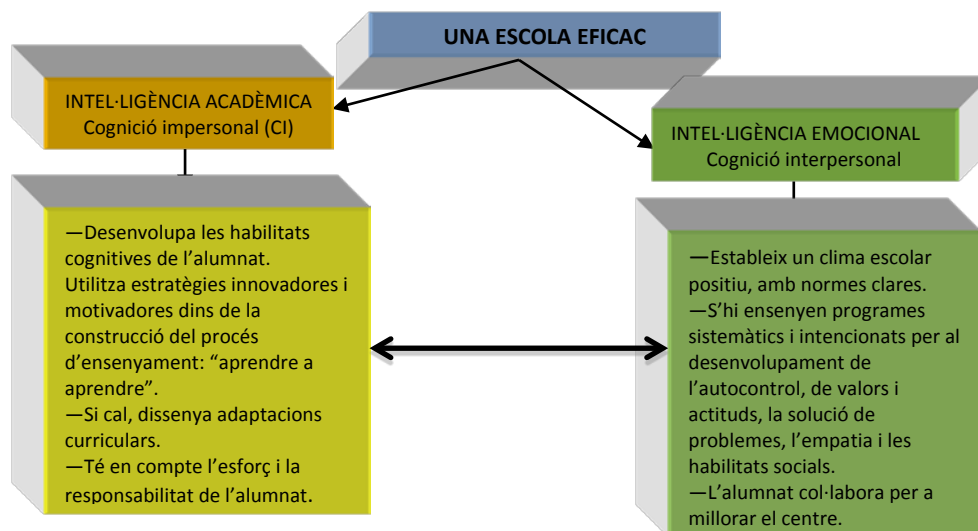 UNA ESCOLA EFICAC
INTEL·LIGÈNCIA ACADÈMICA
Cognició impersonal (CI)
INTEL·LIGÈNCIA EMOCIONAL
Cognició interpersonal
—Desenvolupa les habilitats
cognitives de l’alumnat.
Utilitza estratègies innovadores i
motivadores dins de la
construcció del procés
d’ensenyament: “aprendre a
aprendre”.
—Si cal, dissenya adaptacions
curriculars.
—Té en compte l’esforç i la
responsabilitat de l’alumnat.
—Estableix un clima escolar
positiu, amb normes clares.
—S’hi ensenyen programes
sistemàtics i intencionats per al
desenvolupament de
l’autocontrol, de valors i
actituds, la solució de
problemes, l’empatia i les
habilitats socials.
—L’alumnat col·labora per a
millorar el centre.